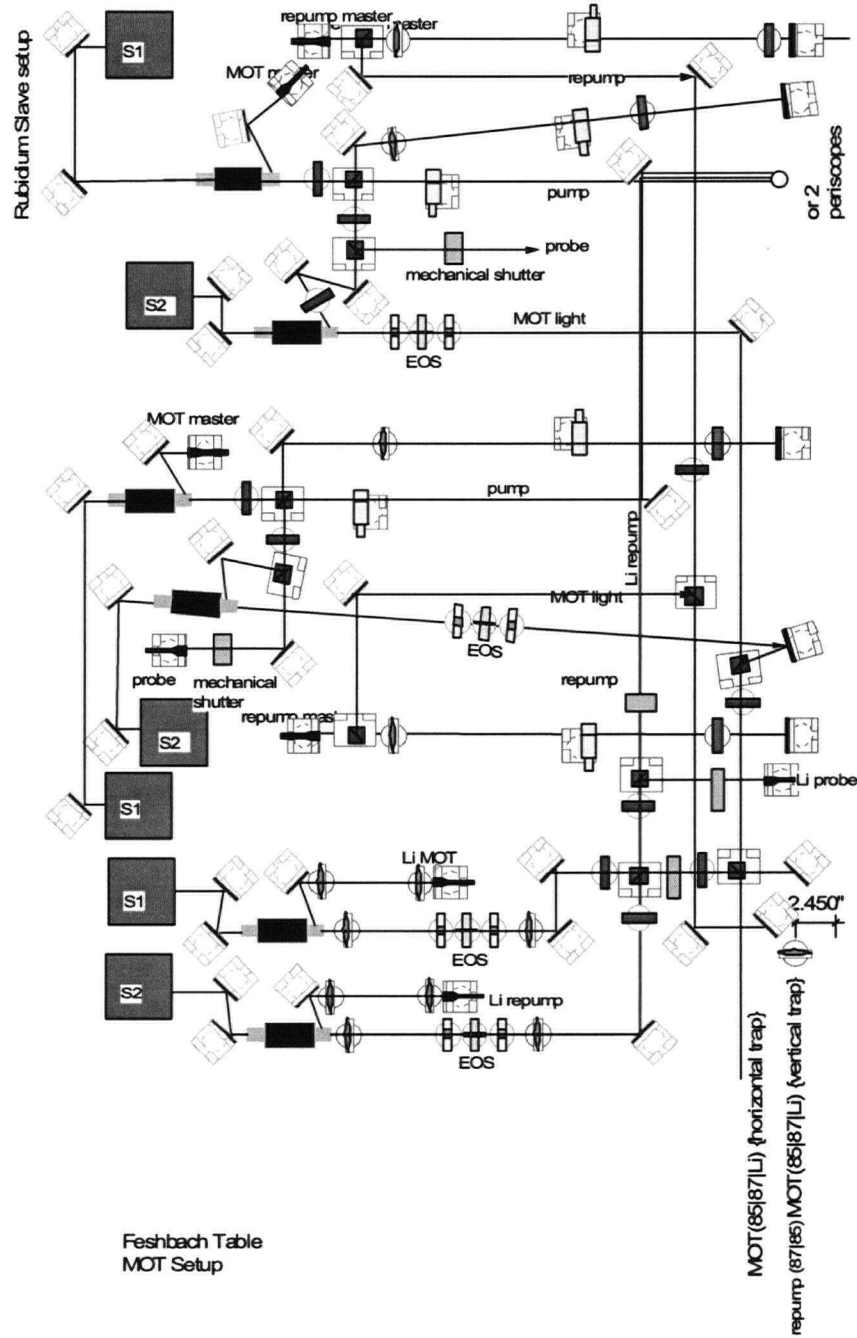 Rubidium Slave setup
S1
repump master
master
MOT master
repump
pump
or 2
periscopes
probe
mechanical shutter
S2
MOT light
EOS
MOT master
pump
Li repump
MOT light
EOS
probe
mechanical
shutter
repump
repump mast
S2
Li probe
S1
S1
Li MOT
EOS
2.450"
S2
Li repump
EOS
MOT(85|87|Li) {horizontal trap}
repump (87|85) MOT(85|87|Li) {vertical trap}
Feshbach Table
MOT Setup